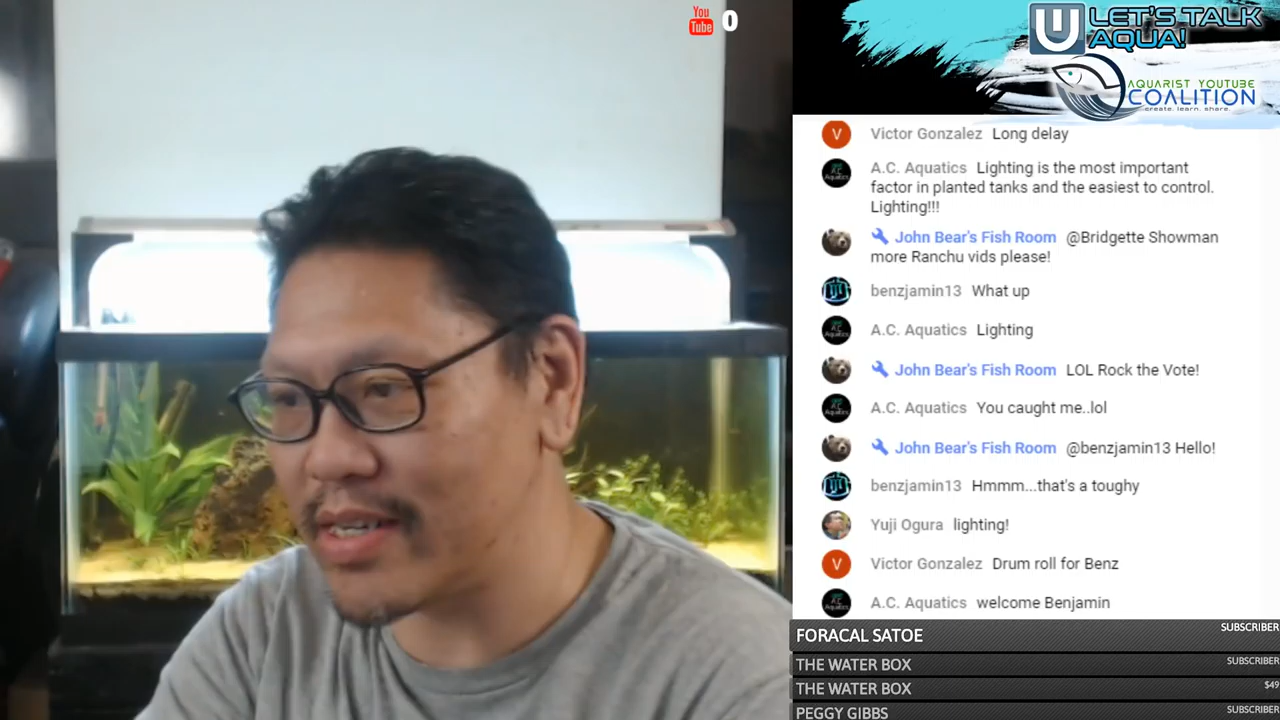 You
Tube
0
LET'S TALK
AQUA!
AQUARIST YOUTUBE
COALITION
create. learn. share.
V
Victor Gonzalez Long delay
A.C. Aquatics Lighting is the most important
factor in planted tanks and the easiest to control.
Lighting!!!
John Bear's Fish Room @Bridgette Showman
more Ranchu vids please!
benzjamin13 What up
A.C. Aquatics Lighting
John Bear's Fish Room LOL Rock the Vote!
A.C. Aquatics You caught me..lol
John Bear's Fish Room @benzjamin13 Hello!
benzjamin13 Hmmm...that's a toughy
Yuji Ogura lighting!
V
Victor Gonzalez Drum roll for Benz
A.C. Aquatics welcome Benjamin
FORACAL SATOE SUBSCRIBER
THE WATER BOX SUBSCRIBER
THE WATER BOX $49
PEGGY GIBBS SUBSCRIBER